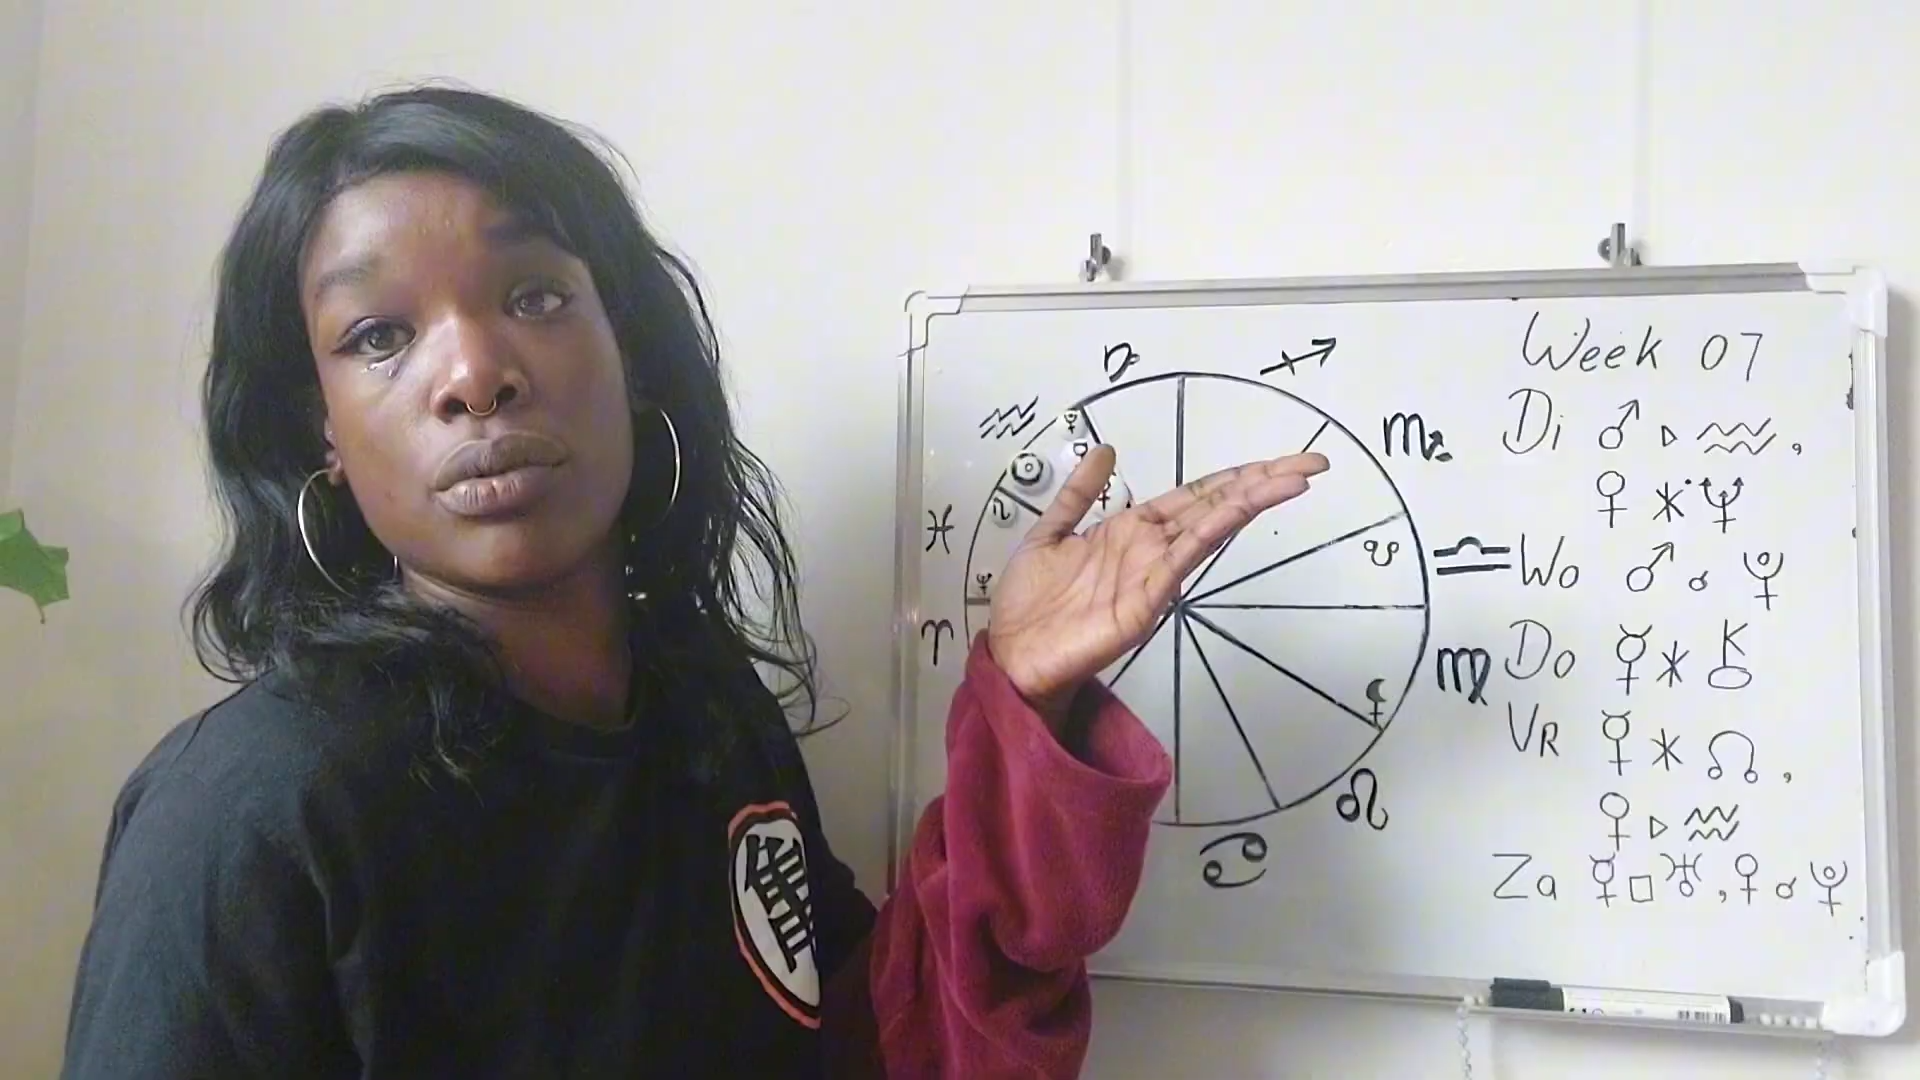 Week 07
Di ♂ ▷ ♒,
♀ ⚹ ♆
Wo ♂ ☌ ♇
Do ☿ ⚹ ⚷
VR ☿ ⚹ ☊,
♀ ▷ ♒
Za ☿ □ ♅, ♀ ☌ ♇
♑ ♐
♒ ♏
♓ ☋ ♎
♈ ♍
⚸ ♌
♋